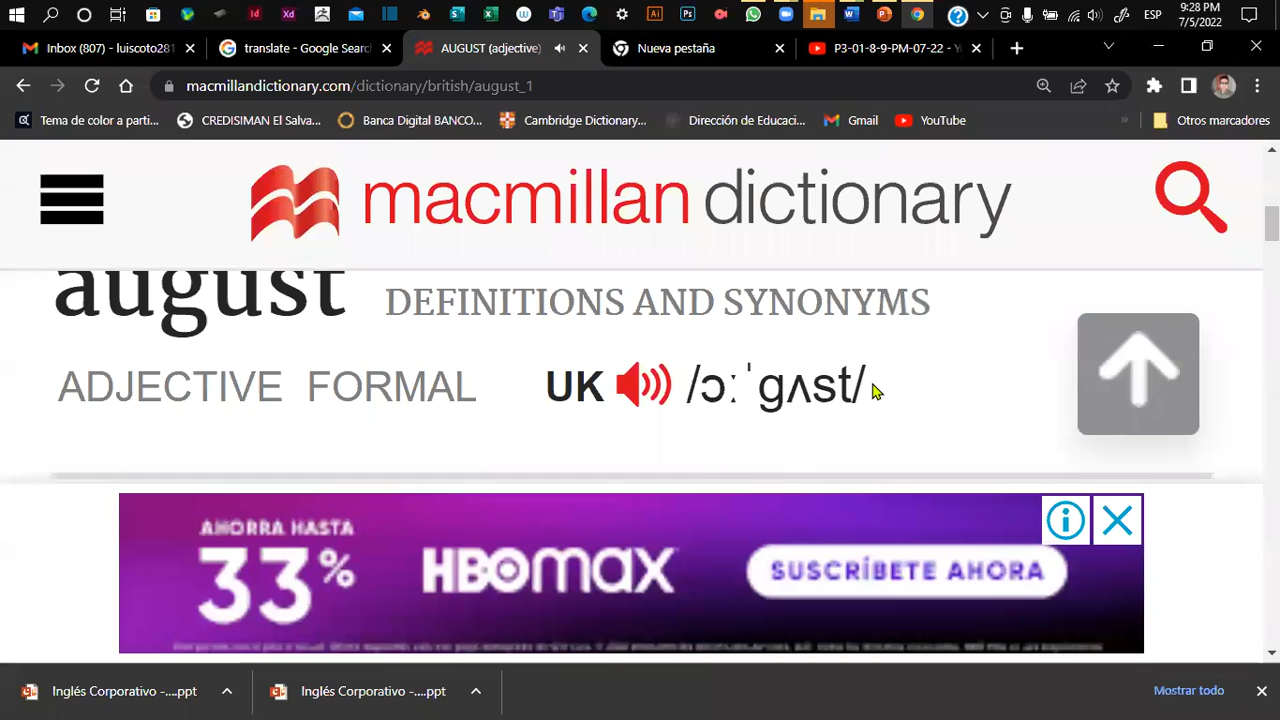 ESP
9:28 PM
7/5/2022
Inbox (807) - luiscoto281
translate - Google Search
AUGUST (adjective)
Nueva pestaña
P3-01-8-9-PM-07-22 - Y
macmillandictionary.com/dictionary/british/august_1
Tema de color a parti...
CREDISIMAN El Salva...
Banca Digital BANCO...
Cambridge Dictionary...
Dirección de Educaci...
Gmail
YouTube
»
Otros marcadores
macmillan dictionary
august DEFINITIONS AND SYNONYMS
ADJECTIVE FORMAL UK /ɔːˈɡʌst/
AHORRA HASTA
33%
HBOMAX
SUSCRÍBETE AHORA
Inglés Corporativo -....ppt
Inglés Corporativo -....ppt
Mostrar todo